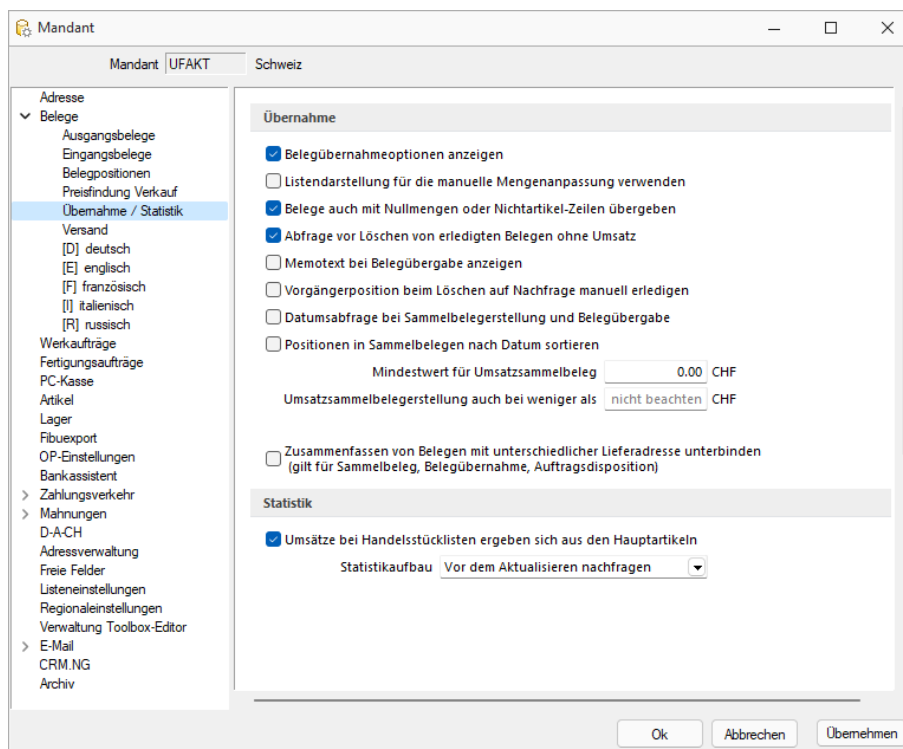 Mandant
Mandant UFAKT Schweiz
Adresse
Belege
Ausgangsbelege
Eingangsbelege
Belegpositionen
Preisfindung Verkauf
Übernahme / Statistik
Versand
[D] deutsch
[E] englisch
[F] französisch
[I] italienisch
[R] russisch
Werkaufträge
Fertigungsaufträge
PC-Kasse
Artikel
Lager
Fibuexport
OP-Einstellungen
Bankassistent
Zahlungsverkehr
Mahnungen
D-A-CH
Adressverwaltung
Freie Felder
Listeneinstellungen
Regionaleinstellungen
Verwaltung Toolbox-Editor
E-Mail
CRM.NG
Archiv
Übernahme
Belegübernahmeoptionen anzeigen
Listendarstellung für die manuelle Mengenanpassung verwenden
Belege auch mit Nullmengen oder Nichtartikel-Zeilen übergeben
Abfrage vor Löschen von erledigten Belegen ohne Umsatz
Memotext bei Belegübergabe anzeigen
Vorgängerposition beim Löschen auf Nachfrage manuell erledigen
Datumsabfrage bei Sammelbelegerstellung und Belegübergabe
Positionen in Sammelbelegen nach Datum sortieren
Mindestwert für Umsatzsammelbeleg 0.00 CHF
Umsatzsammelbelegerstellung auch bei weniger als nicht beachten CHF
Zusammenfassen von Belegen mit unterschiedlicher Lieferadresse unterbinden
(gilt für Sammelbeleg, Belegübernahme, Auftragsdisposition)
Statistik
Umsätze bei Handelsstücklisten ergeben sich aus den Hauptartikeln
Statistikaufbau Vor dem Aktualisieren nachfragen
Ok Abbrechen Übernehmen